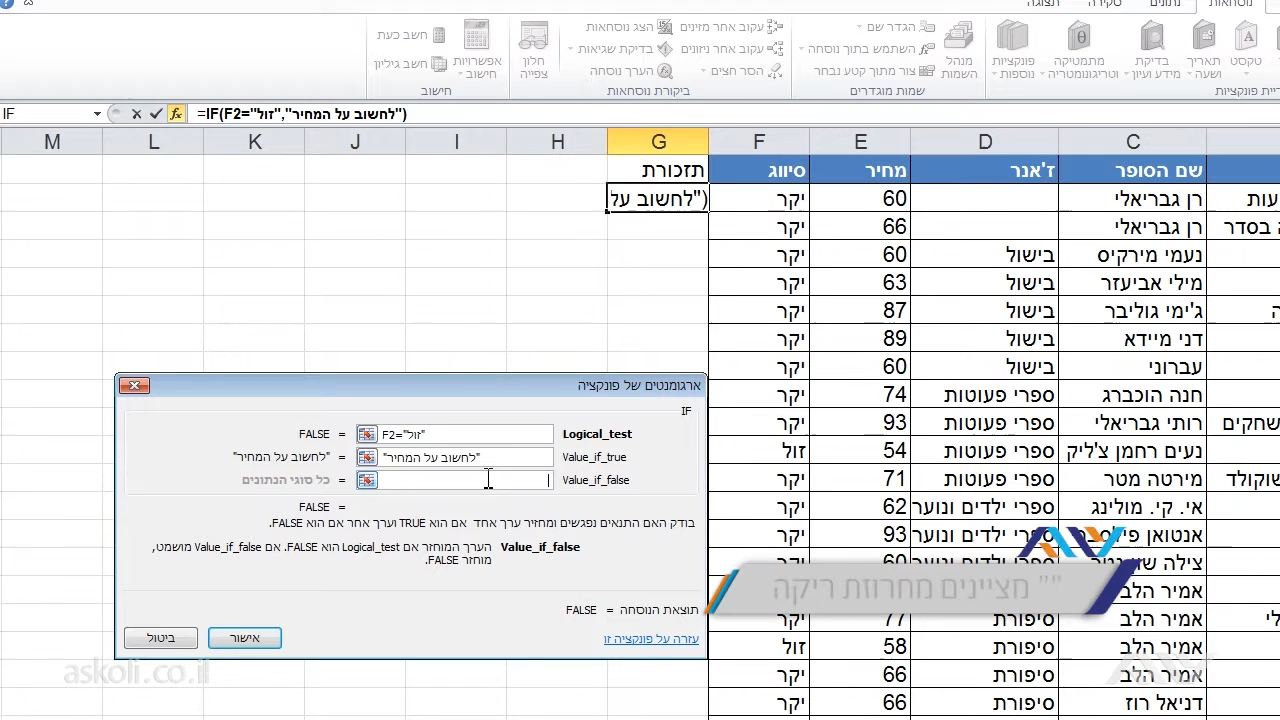 נוסחאות נתונים סקירה תצוגה
טקסט
תאריך ושעה
בדיקת מידע ועיון
מתמטיקה וטריגונומטריה
פונקציות נוספות
מנהל השמות
הגדר שם
השתמש בתוך נוסחה
צור מתוך קטע נבחר
שמות מוגדרים
עקוב אחר מזינים
עקוב אחר ניזונים
הסר חצים
הצג נוסחאות
בדיקת שגיאות
הערך נוסחה
ביקורת נוסחאות
חלון צפייה
אפשרויות חישוב
חשב כעת
חשב גיליון
חישוב
IF
=IF(F2="זול","לחשוב על המחיר")
M L K J I H G F E D C
שם הסופר ז'אנר מחיר סיווג תזכורת
רן גבריאלי 60 יקר ("לחשוב על
ה בסדר רן גבריאלי 66 יקר
נעמי מירקיס בישול 60 יקר
מילי אביעזר בישול 63 יקר
ג'ימי גוליבר בישול 87 יקר
דני מיידא בישול 89 יקר
עברוני בישול 60 יקר
חנה הוכברג ספרי פעוטות 74 יקר
שחקים רותי גבריאלי ספרי פעוטות 93 יקר
נעים רחמן צ'ליק ספרי פעוטות 54 זול
שוקולד מירטה מטר ספרי פעוטות 71 יקר
אי. קי. מולינג ספרי ילדים ונוער 62 יקר
אנטואן ספרי ילדים ונוער 93
צילה 60
אמיר הלב
אמיר הלב סיפורת 77 יקר
אמיר הלב סיפורת 58 זול
אמיר הלב סיפורת 66 יקר
דניאל רוז סיפורת 66 יקר
ארגומנטים של פונקציה
IF
Logical_test F2="זול" = FALSE
Value_if_true "לחשוב על המחיר" = "לחשוב על המחיר"
Value_if_false = כל סוגי הנתונים
= FALSE
בודק האם התנאים נפגשים ומחזיר ערך אחד אם הוא TRUE וערך אחר אם הוא FALSE.
Value_if_false הערך המוחזר אם Logical_test הוא FALSE. אם Value_if_false מושמט,
מוחזר FALSE.
תוצאת הנוסחה = FALSE
עזרה על פונקציה זו
אישור ביטול
"" מציינים מחרוזת ריקה
askoli.co.il